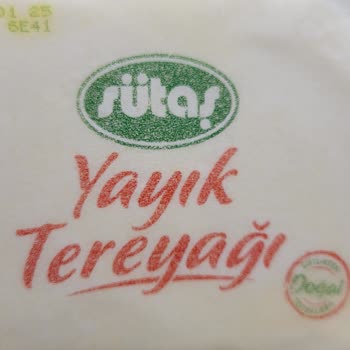 01 25
6E41
sütaş
Yayık
Tereyağı
Doğal